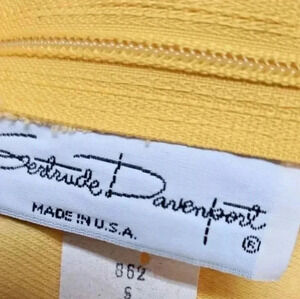 Gertrude Davenport
MADE IN U.S.A. ®
862
S